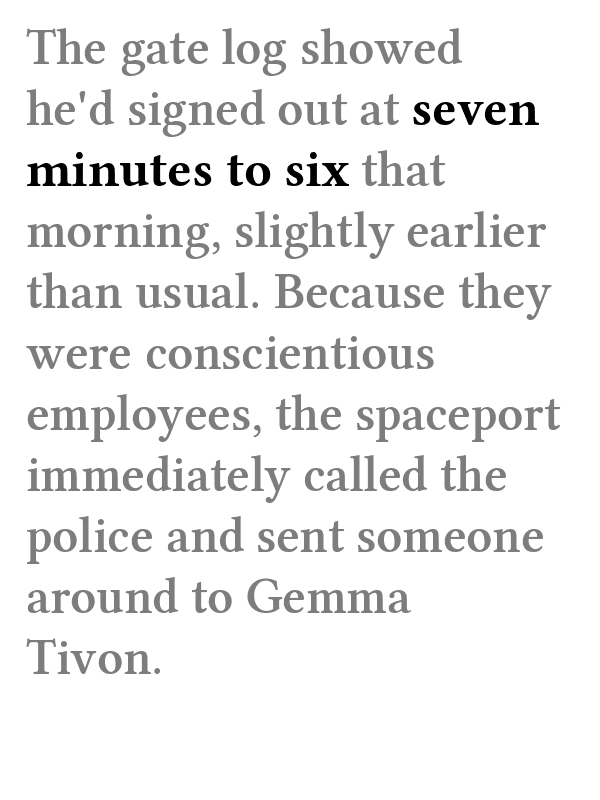 The gate log showed
he'd signed out at seven
minutes to six that
morning, slightly earlier
than usual. Because they
were conscientious
employees, the spaceport
immediately called the
police and sent someone
around to Gemma
Tivon.